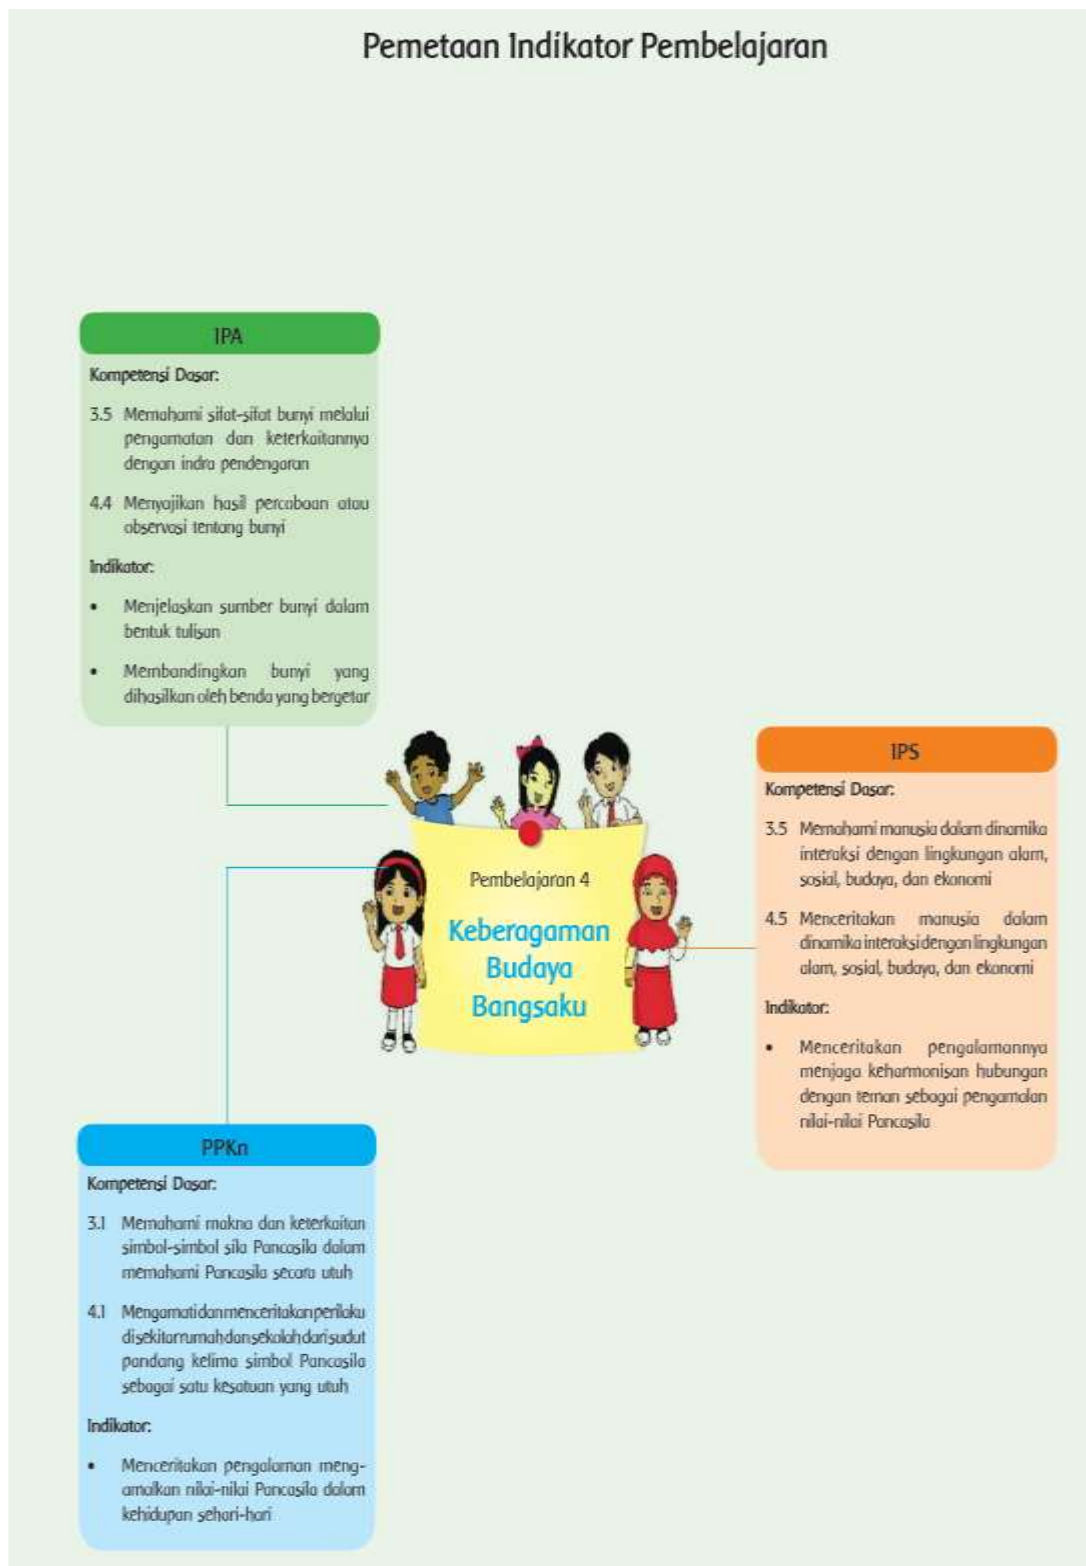 Pemetaan Indikator Pembelajaran
IPA
Kompetensi Dasar:
3.5 Memahami sifat-sifat bunyi melalui
pengamatan dan keterkaitannya
dengan indra pendengaran
4.4 Menyajikan hasil percobaan atau
observasi tentang bunyi
Indikator:
• Menjelaskan sumber bunyi dalam
bentuk tulisan
• Membandingkan bunyi yang
dihasilkan oleh benda yang bergetar
IPS
Kompetensi Dasar:
3.5 Memahami manusia dalam dinamika
interaksi dengan lingkungan alam,
sosial, budaya, dan ekonomi
4.5 Menceritakan manusia dalam
dinamika interaksi dengan lingkungan
alam, sosial, budaya, dan ekonomi
Indikator:
• Menceritakan pengalamannya
menjaga keharmonisan hubungan
dengan teman sebagai pengamalan
nilai-nilai Pancasila
Pembelajaran 4
Keberagaman
Budaya
Bangsaku
PPKn
Kompetensi Dasar:
3.1 Memahami makna dan keterkaitan
simbol-simbol sila Pancasila dalam
memahami Pancasila secara utuh
4.1 Mengamati dan menceritakan perilaku
di sekitar rumah dan sekolah dari sudut
pandang kelima simbol Pancasila
sebagai satu kesatuan yang utuh
Indikator:
• Menceritakan pengalaman meng-
amalkan nilai-nilai Pancasila dalam
kehidupan sehari-hari